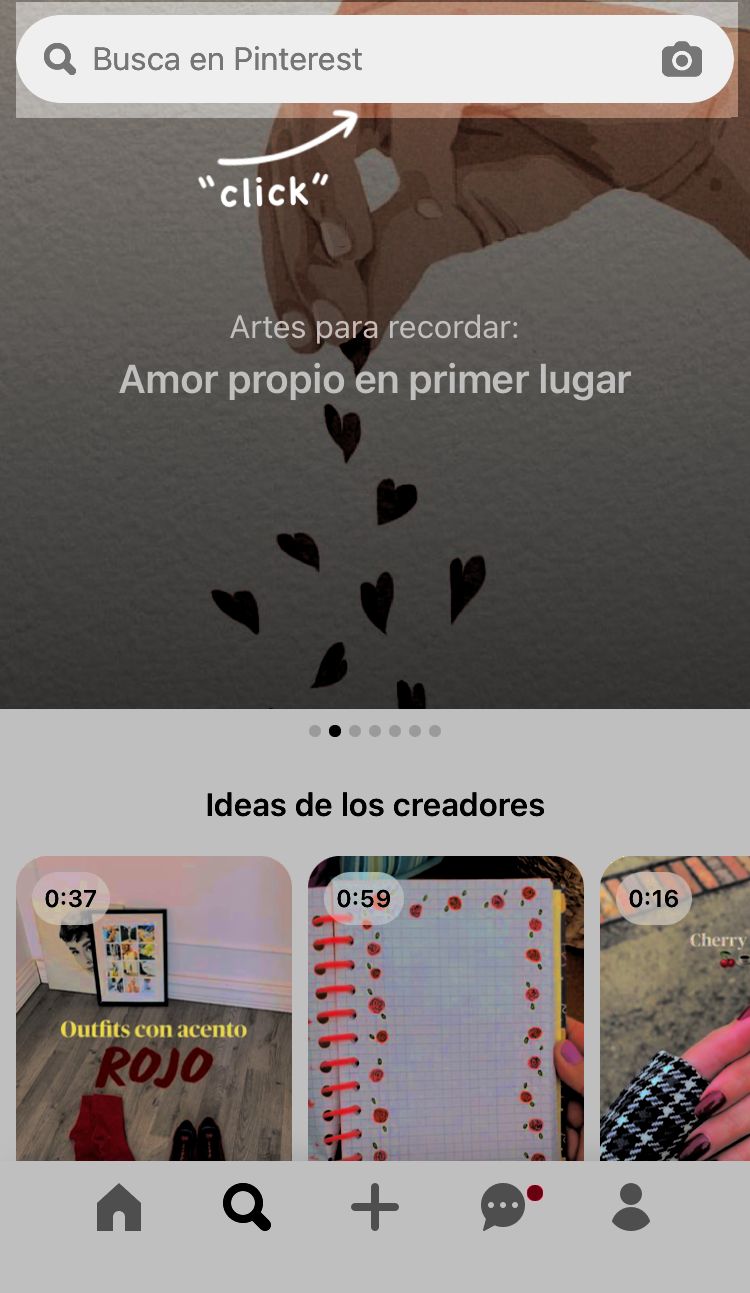 Busca en Pinterest
"click"
Artes para recordar:
Amor propio en primer lugar
Ideas de los creadores
0:37
Outfits con acento
ROJO
0:59
0:16
Cherry